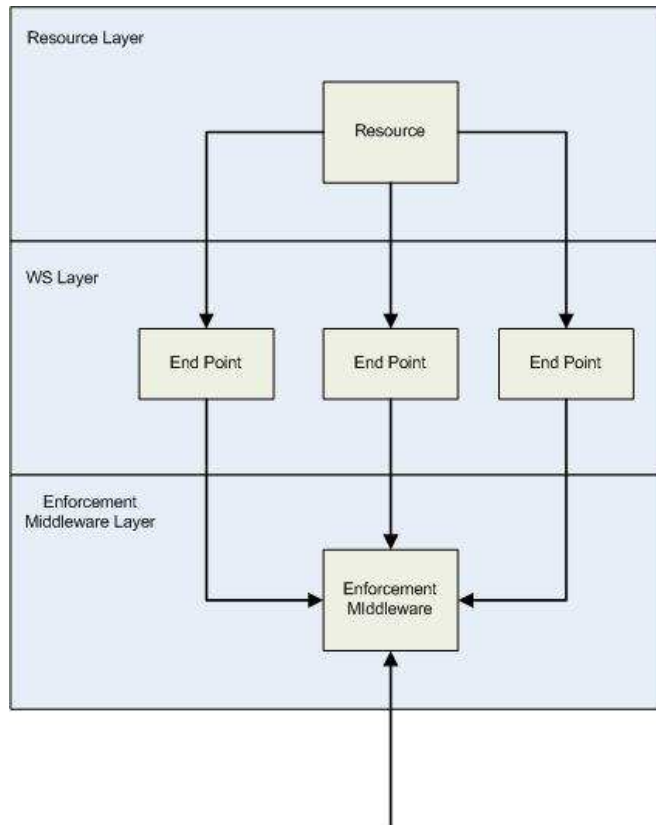 Resource Layer
Resource
WS Layer
End Point
End Point
End Point
Enforcement
Middleware Layer
Enforcement
MIddleware